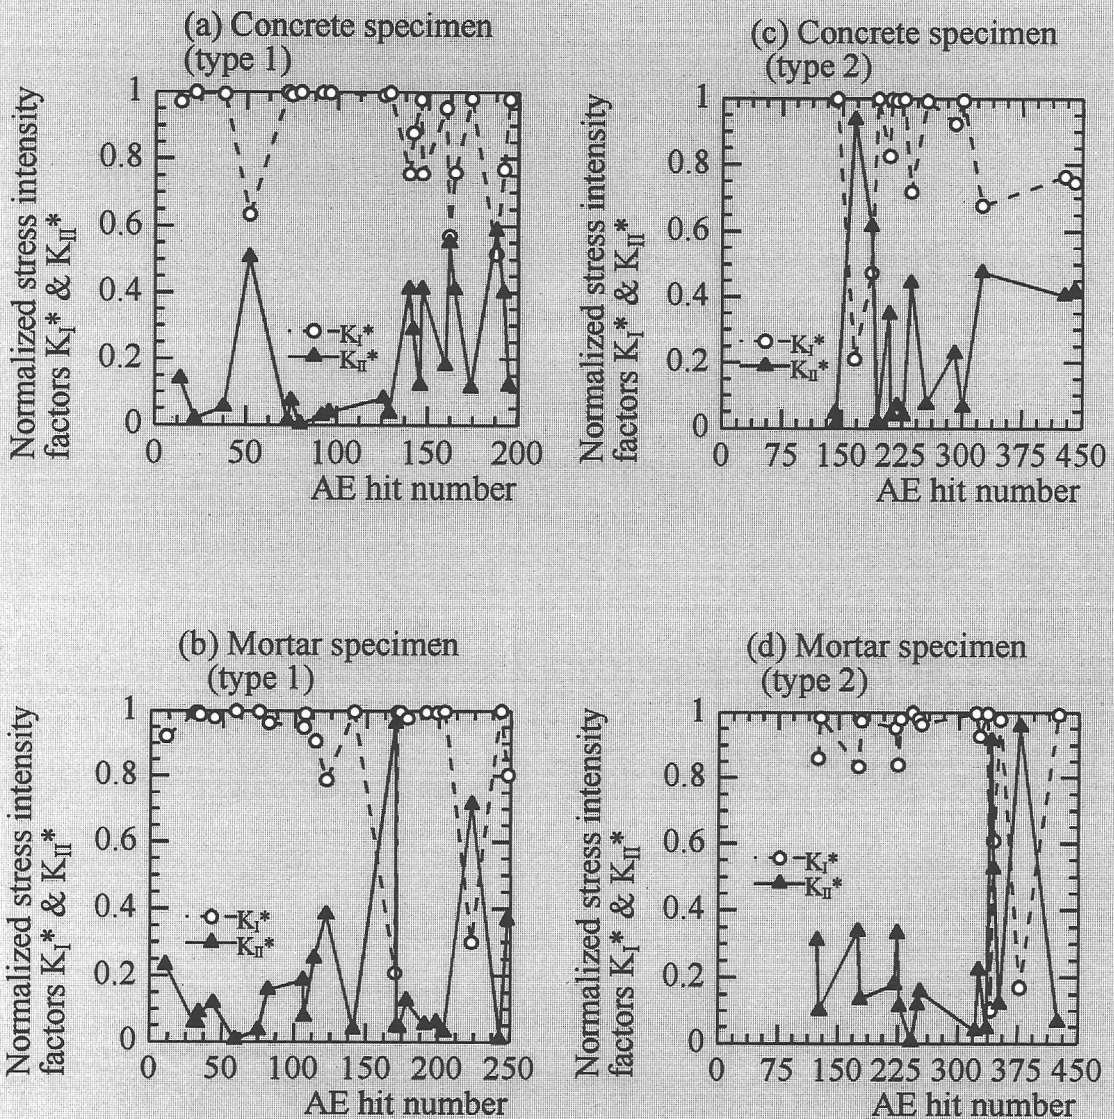 (a) Concrete specimen
(type 1)
Normalized stress intensity
factors K_I* & K_II*
1
0.8
0.6
0.4
0.2
0
K_I*
K_II*
0 50 100 150 200
AE hit number
(c) Concrete specimen
(type 2)
Normalized stress intensity
factors K_I* & K_II*
1
0.8
0.6
0.4
0.2
0
K_I*
K_II*
0 75 150 225 300 375 450
AE hit number
(b) Mortar specimen
(type 1)
Normalized stress intensity
factors K_I* & K_II*
1
0.8
0.6
0.4
0.2
0
K_I*
K_II*
0 50 100 150 200 250
AE hit number
(d) Mortar specimen
(type 2)
Normalized stress intensity
factors K_I* & K_II*
1
0.8
0.6
0.4
0.2
0
K_I*
K_II*
0 75 150 225 300 375 450
AE hit number